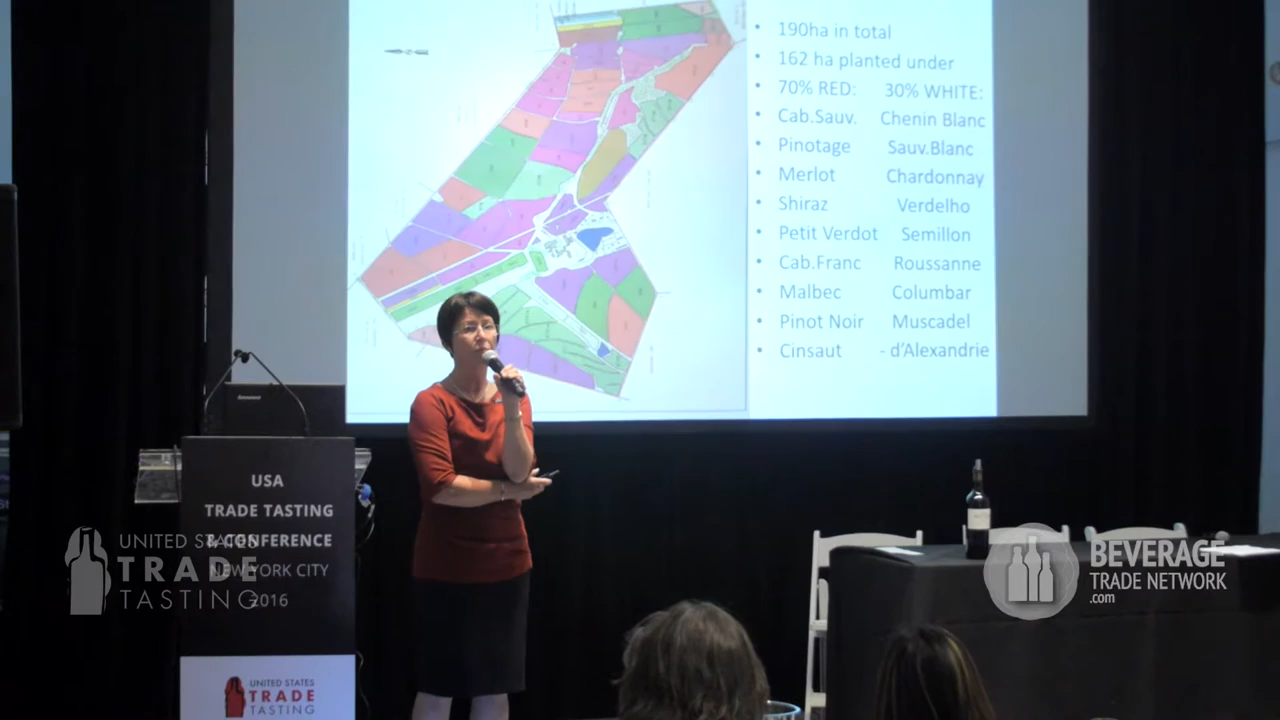 • 190ha in total
• 162 ha planted under
• 70% RED: 30% WHITE:
• Cab.Sauv. Chenin Blanc
• Pinotage Sauv.Blanc
• Merlot Chardonnay
• Shiraz Verdelho
• Petit Verdot Semillon
• Cab.Franc Roussanne
• Malbec Columbar
• Pinot Noir Muscadel
• Cinsaut - d'Alexandrie
USA
TRADE TASTING
& CONFERENCE
NEW YORK CITY
2016
UNITED STATES
TRADE
TASTING
UNITED STATES
TRADE
TASTING
BEVERAGE
TRADE NETWORK
.com